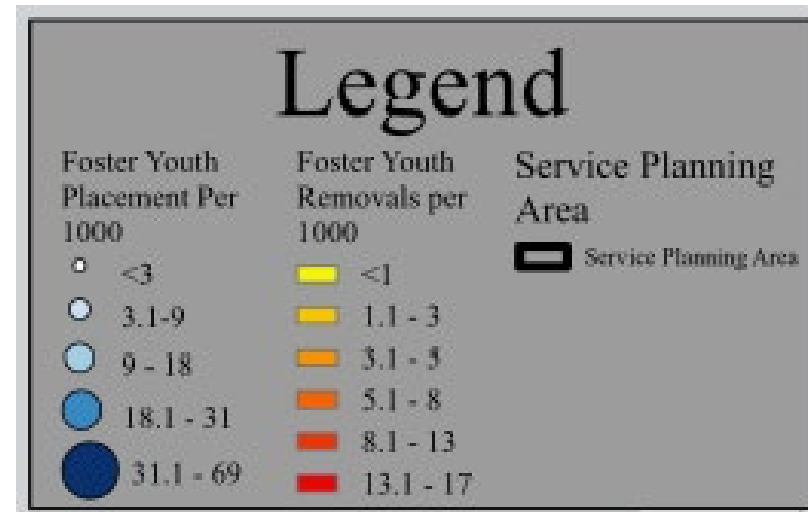 Legend
Foster Youth
Placement Per
1000
<3
3.1-9
9 - 18
18.1 - 31
31.1 - 69
Foster Youth
Removals per
1000
<1
1.1 - 3
3.1 - 5
5.1 - 8
8.1 - 13
13.1 - 17
Service Planning
Area
Service Planning Area